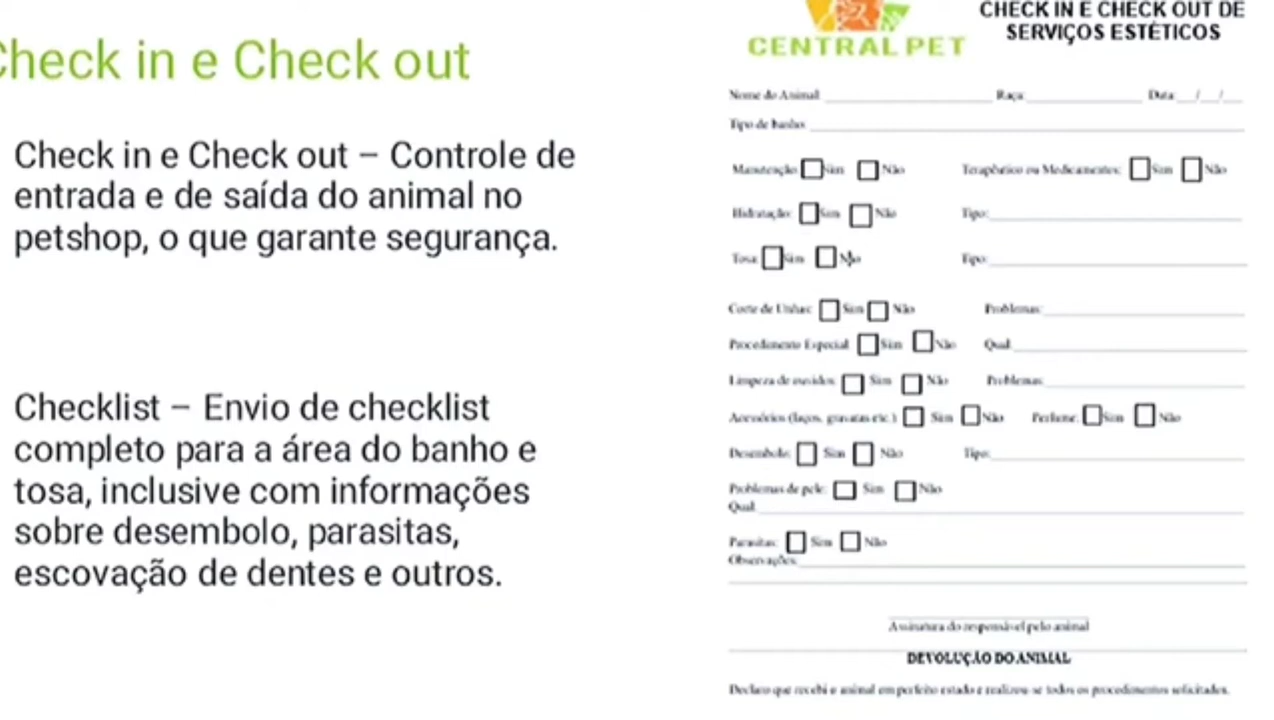 Check in e Check out
Check in e Check out – Controle de
entrada e de saída do animal no
petshop, o que garante segurança.
Checklist – Envio de checklist
completo para a área do banho e
tosa, inclusive com informações
sobre desembolo, parasitas,
escovação de dentes e outros.
CENTRAL PET
CHECK IN E CHECK OUT DE
SERVIÇOS ESTÉTICOS
Nome do Animal: Raça: Data: __/__/__
Tipo de banho:
Manutenção: Sim Não Terapêutico ou Medicamentos: Sim Não
Hidratação: Sim Não Tipo:
Tosa: Sim Não Tipo:
Corte de Unhas: Sim Não Problemas:
Procedimento Especial: Sim Não Qual:
Limpeza de ouvidos: Sim Não Problemas:
Acessórios (laços, gravatas etc.) Sim Não Perfume: Sim Não
Desembolo: Sim Não Tipo:
Problemas de pele: Sim Não
Qual:
Parasitas: Sim Não
Observações:
Assinatura do responsável pelo animal
DEVOLUÇÃO DO ANIMAL
Declaro que recebi o animal em perfeito estado e realizou-se todos os procedimentos solicitados.